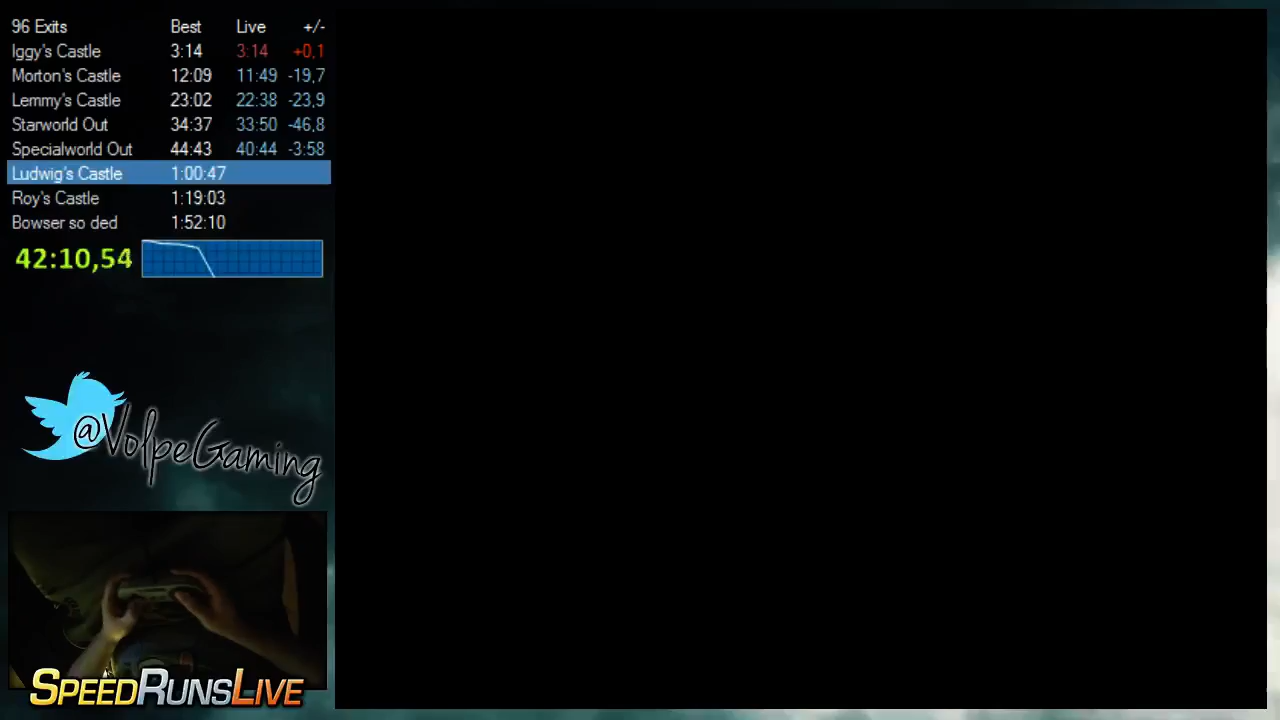 96 Exits Best Live +/-
Iggy's Castle 3:14 3:14 +0,1
Morton's Castle 12:09 11:49 -19,7
Lemmy's Castle 23:02 22:38 -23,9
Starworld Out 34:37 33:50 -46,8
Specialworld Out 44:43 40:44 -3:58
Ludwig's Castle 1:00:47
Roy's Castle 1:19:03
Bowser so ded 1:52:10
42:10,54
@VolpeGaming
SPEEDRUNSLIVE